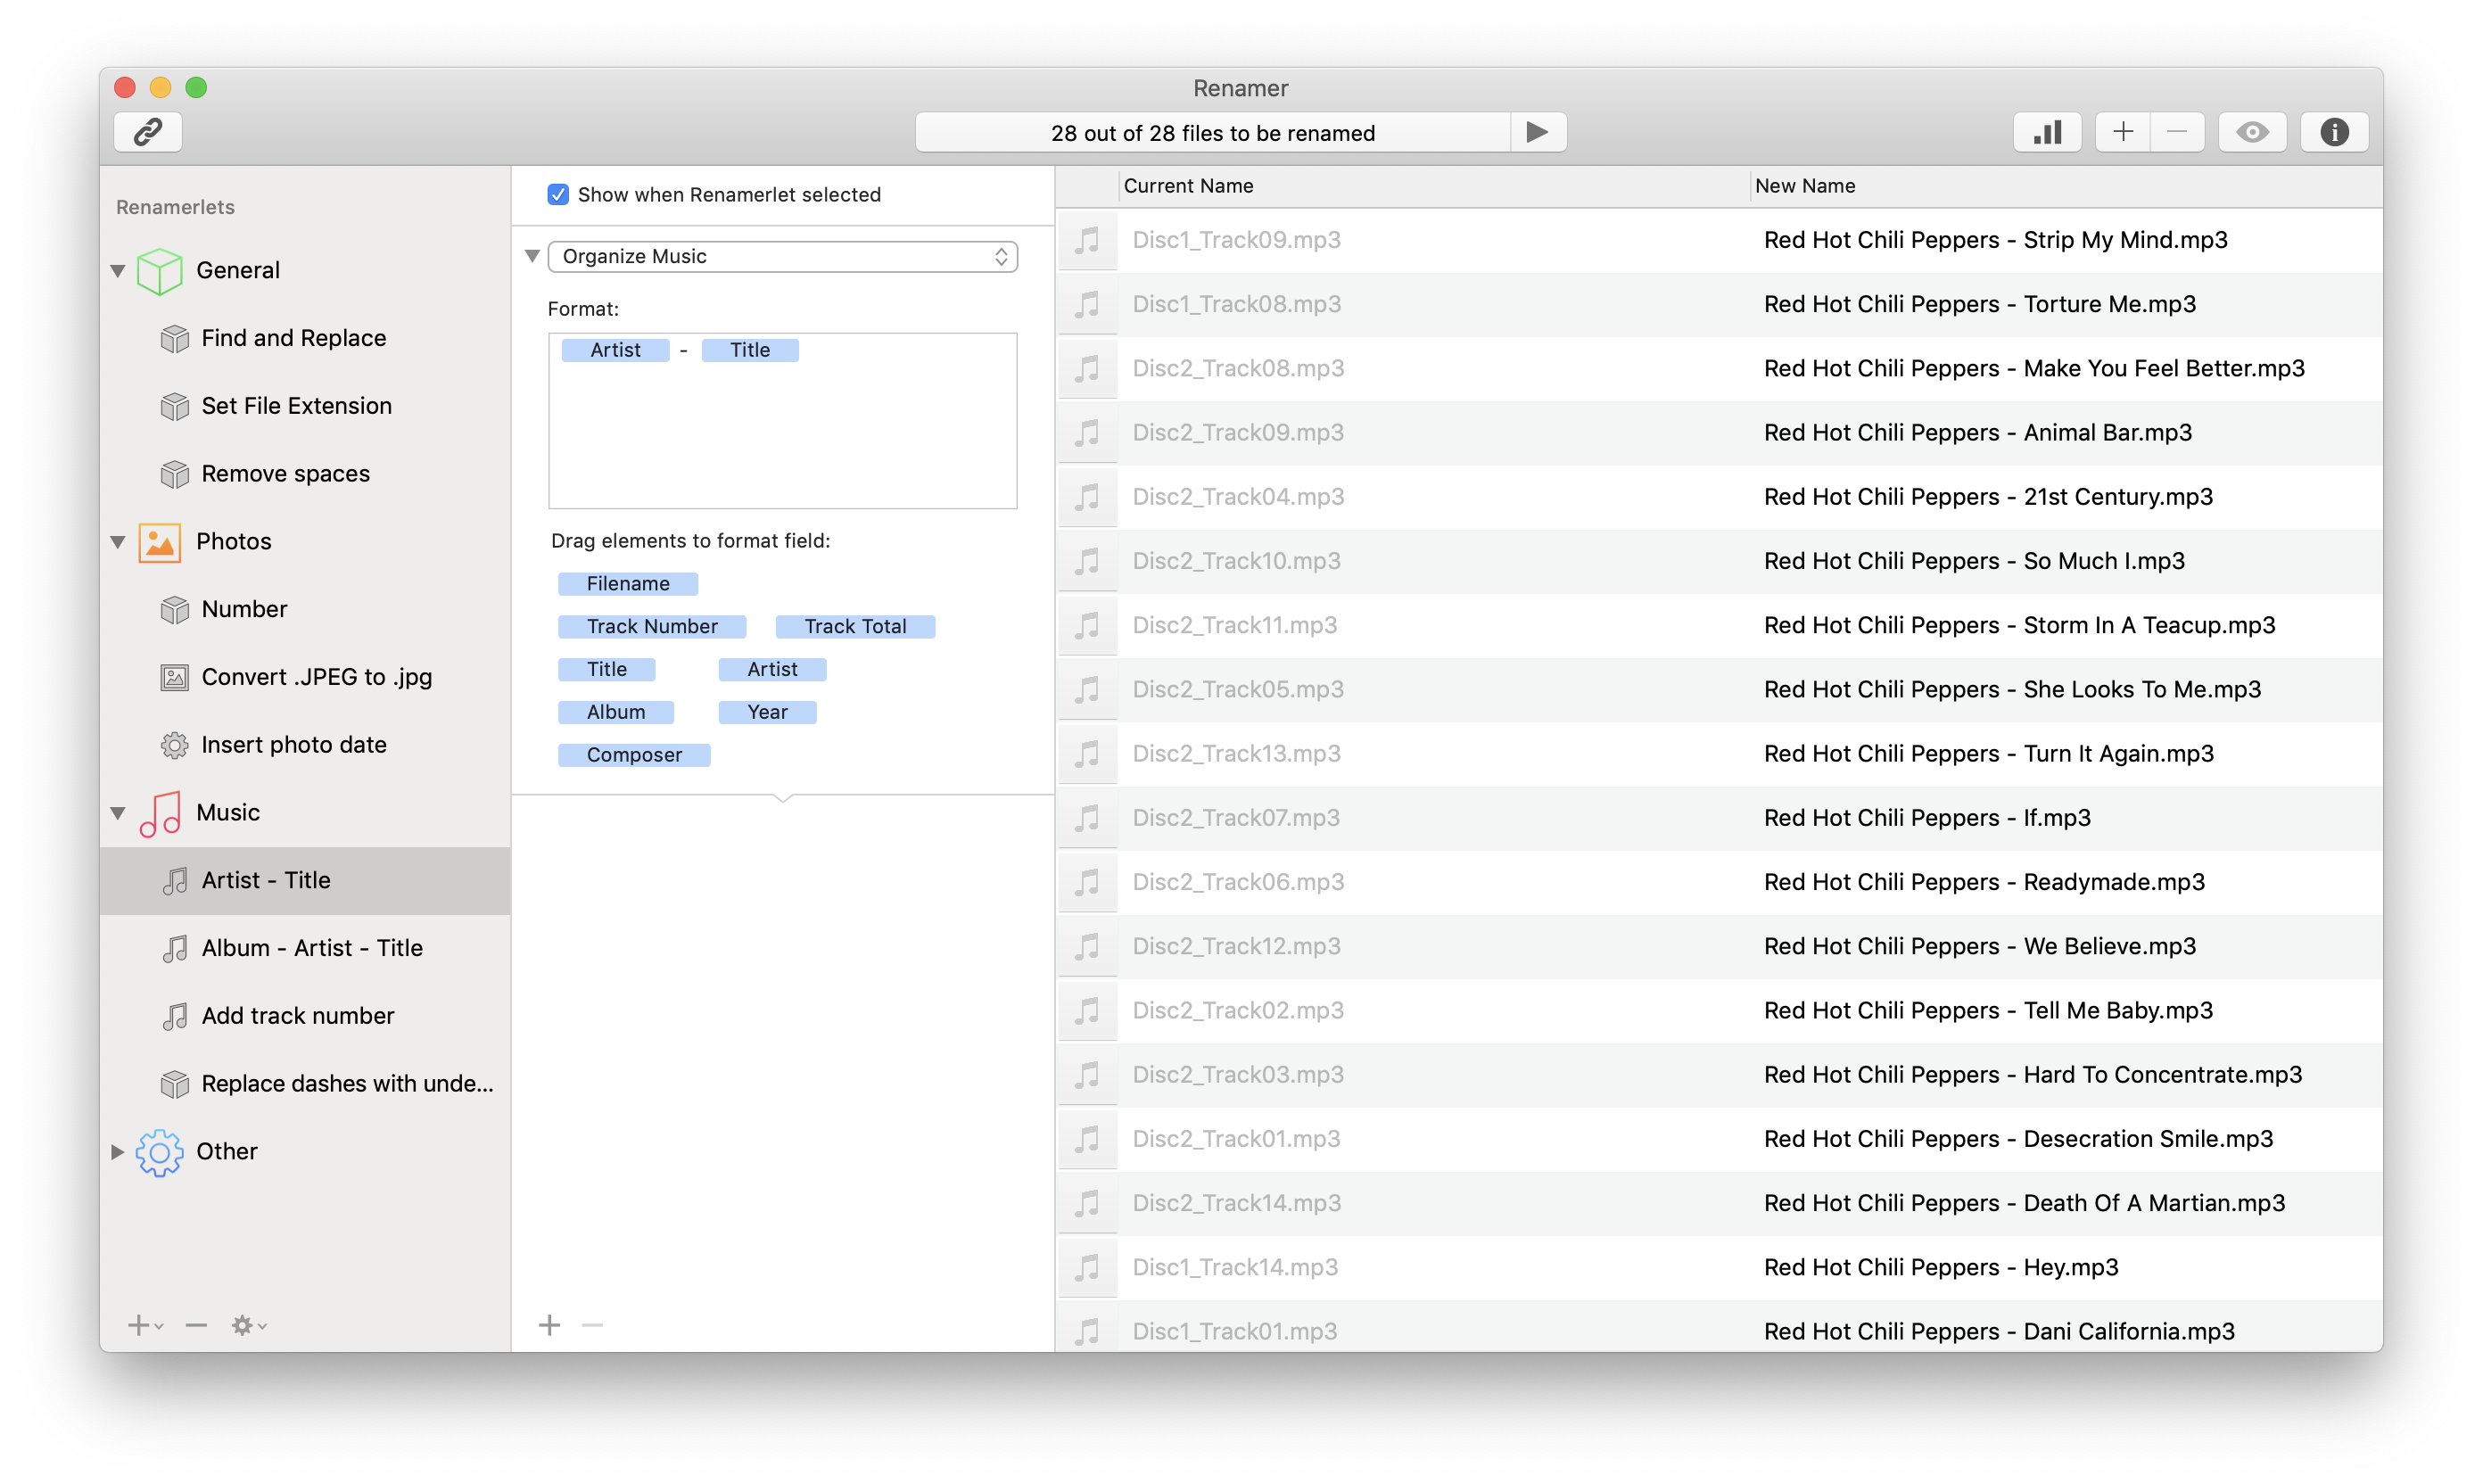 Renamer
28 out of 28 files to be renamed
Renamerlets
General
Find and Replace
Set File Extension
Remove spaces
Photos
Number
Convert .JPEG to .jpg
Insert photo date
Music
Artist - Title
Album - Artist - Title
Add track number
Replace dashes with unde...
Other
Show when Renamerlet selected
Organize Music
Format:
Artist - Title
Drag elements to format field:
Filename
Track Number Track Total
Title Artist
Album Year
Composer
Current Name New Name
Disc1_Track09.mp3 Red Hot Chili Peppers - Strip My Mind.mp3
Disc1_Track08.mp3 Red Hot Chili Peppers - Torture Me.mp3
Disc2_Track08.mp3 Red Hot Chili Peppers - Make You Feel Better.mp3
Disc2_Track09.mp3 Red Hot Chili Peppers - Animal Bar.mp3
Disc2_Track04.mp3 Red Hot Chili Peppers - 21st Century.mp3
Disc2_Track10.mp3 Red Hot Chili Peppers - So Much I.mp3
Disc2_Track11.mp3 Red Hot Chili Peppers - Storm In A Teacup.mp3
Disc2_Track05.mp3 Red Hot Chili Peppers - She Looks To Me.mp3
Disc2_Track13.mp3 Red Hot Chili Peppers - Turn It Again.mp3
Disc2_Track07.mp3 Red Hot Chili Peppers - If.mp3
Disc2_Track06.mp3 Red Hot Chili Peppers - Readymade.mp3
Disc2_Track12.mp3 Red Hot Chili Peppers - We Believe.mp3
Disc2_Track02.mp3 Red Hot Chili Peppers - Tell Me Baby.mp3
Disc2_Track03.mp3 Red Hot Chili Peppers - Hard To Concentrate.mp3
Disc2_Track01.mp3 Red Hot Chili Peppers - Desecration Smile.mp3
Disc2_Track14.mp3 Red Hot Chili Peppers - Death Of A Martian.mp3
Disc1_Track14.mp3 Red Hot Chili Peppers - Hey.mp3
Disc1_Track01.mp3 Red Hot Chili Peppers - Dani California.mp3